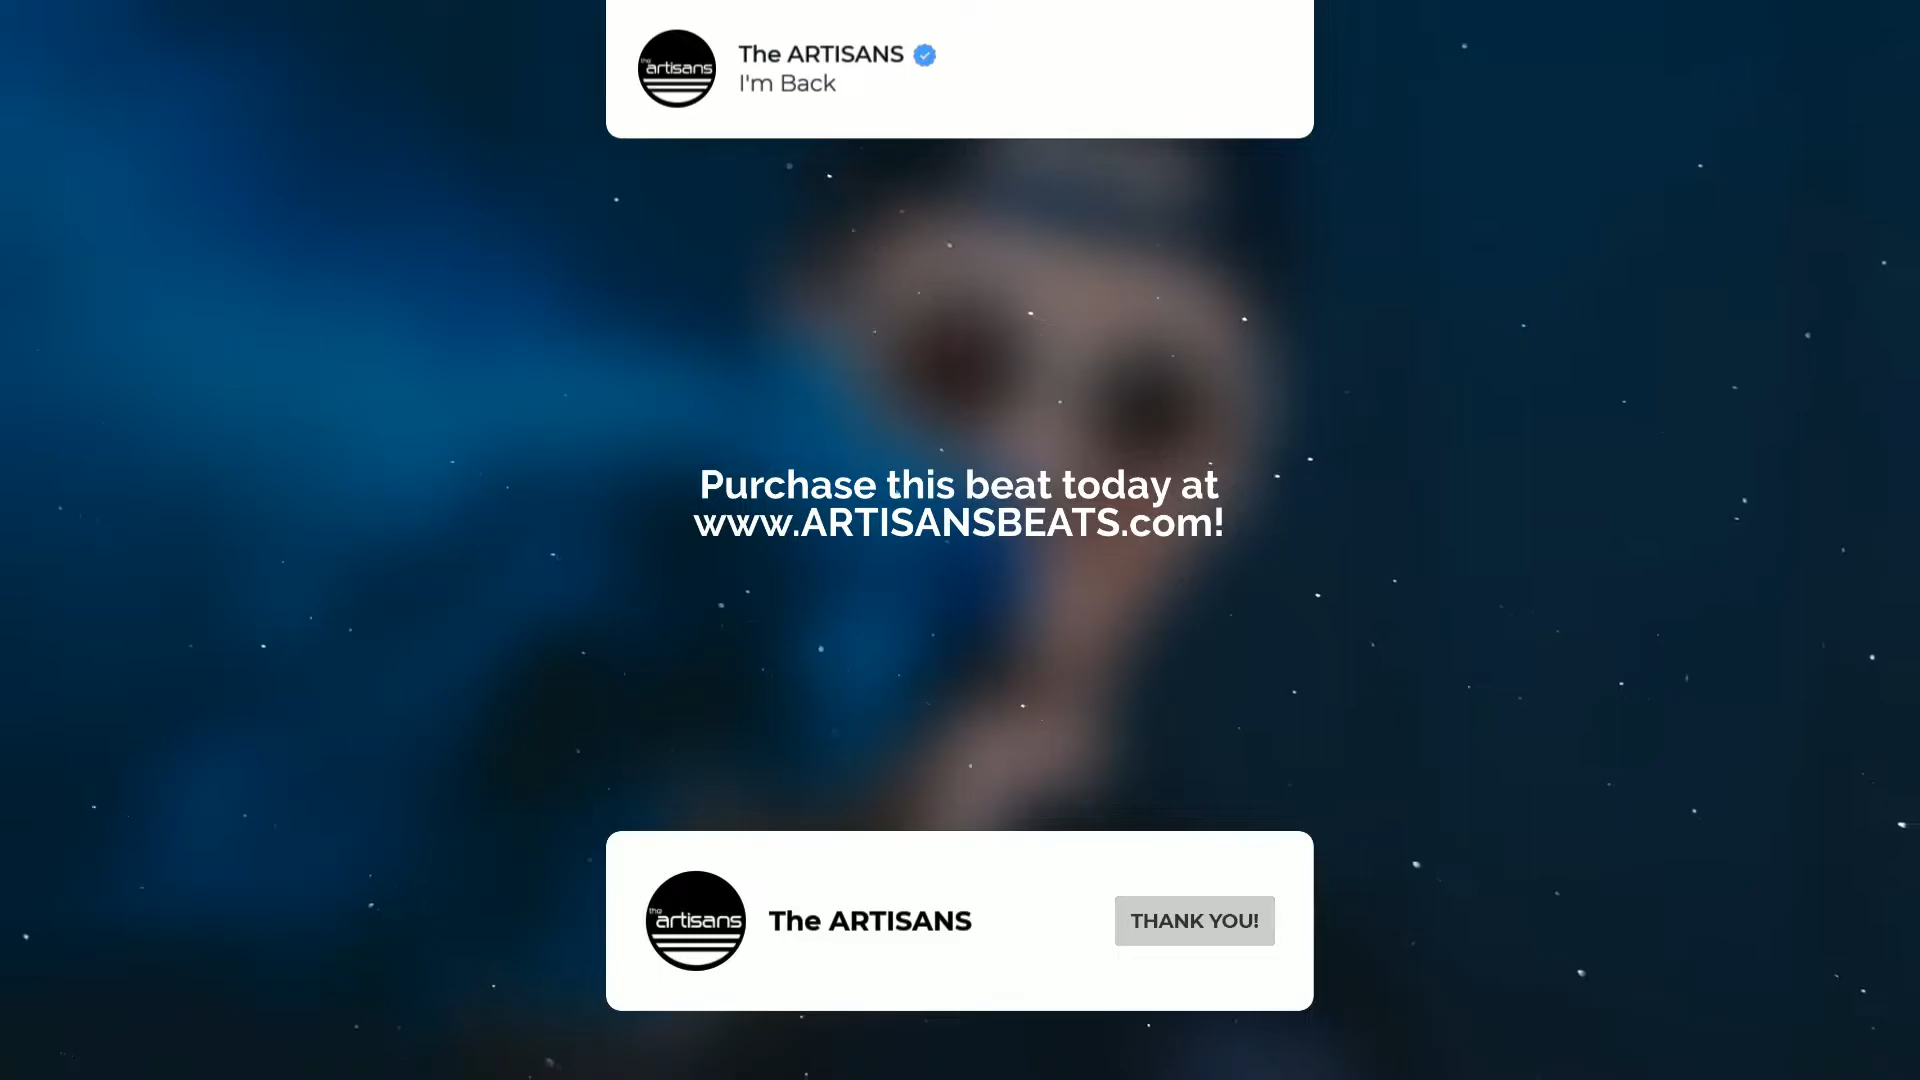 the
artisans
The ARTISANS
I'm Back
Purchase this beat today at
www.ARTISANSBEATS.com!
the
artisans
The ARTISANS
THANK YOU!